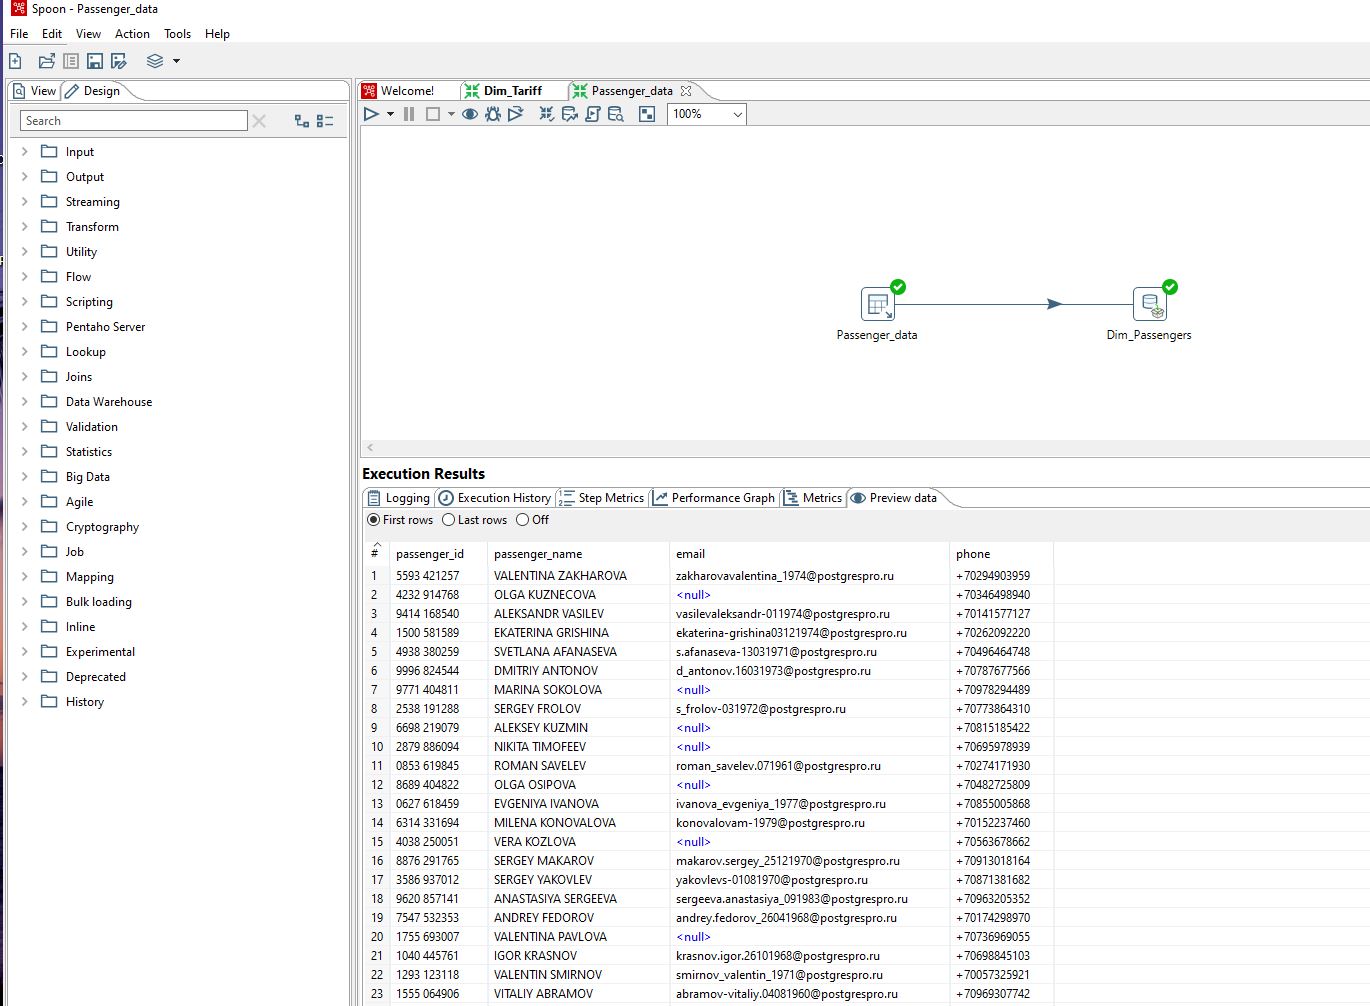 Spoon - Passenger_data
File Edit View Action Tools Help
View Design
Search
Input
Output
Streaming
Transform
Utility
Flow
Scripting
Pentaho Server
Lookup
Joins
Data Warehouse
Validation
Statistics
Big Data
Agile
Cryptography
Job
Mapping
Bulk loading
Inline
Experimental
Deprecated
History
Welcome! Dim_Tariff Passenger_data
100%
Passenger_data
Dim_Passengers
Execution Results
Logging Execution History Step Metrics Performance Graph Metrics Preview data
First rows Last rows Off
# passenger_id passenger_name email phone
1 5593 421257 VALENTINA ZAKHAROVA zakharovavalentina_1974@postgrespro.ru +70294903959
2 4232 914768 OLGA KUZNECOVA <null> +70346498940
3 9414 168540 ALEKSANDR VASILEV vasilevaleksandr-011974@postgrespro.ru +70141577127
4 1500 581589 EKATERINA GRISHINA ekaterina-grishina03121974@postgrespro.ru +70262092220
5 4938 380259 SVETLANA AFANASEVA s.afanaseva-13031971@postgrespro.ru +70496464748
6 9996 824544 DMITRIY ANTONOV d_antonov.16031973@postgrespro.ru +70787677566
7 9771 404811 MARINA SOKOLOVA <null> +70978294489
8 2538 191288 SERGEY FROLOV s_frolov-031972@postgrespro.ru +70773864310
9 6698 219079 ALEKSEY KUZMIN <null> +70815185422
10 2879 886094 NIKITA TIMOFEEV <null> +70695978939
11 0853 619845 ROMAN SAVELEV roman_savelev.071961@postgrespro.ru +70274171930
12 8689 404822 OLGA OSIPOVA <null> +70482725809
13 0627 618459 EVGENIYA IVANOVA ivanova_evgeniya_1977@postgrespro.ru +70855005868
14 6314 331694 MILENA KONOVALOVA konovalovam-1979@postgrespro.ru +70152237460
15 4038 250051 VERA KOZLOVA <null> +70563678662
16 8876 291765 SERGEY MAKAROV makarov.sergey_25121970@postgrespro.ru +70913018164
17 3586 937012 SERGEY YAKOVLEV yakovlevs-01081970@postgrespro.ru +70871381682
18 9620 857141 ANASTASIYA SERGEEVA sergeeva.anastasiya_091983@postgrespro.ru +70963205352
19 7547 532353 ANDREY FEDOROV andrey.fedorov_26041968@postgrespro.ru +70174298970
20 1755 693007 VALENTINA PAVLOVA <null> +70736969055
21 1040 445761 IGOR KRASNOV krasnov.igor.26101968@postgrespro.ru +70698845103
22 1293 123118 VALENTIN SMIRNOV smirnov_valentin_1971@postgrespro.ru +70057325921
23 1555 064906 VITALIY ABRAMOV abramov-vitaliy.04081960@postgrespro.ru +70969307742